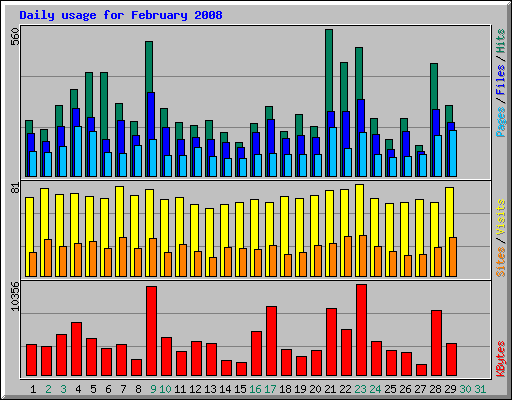 Daily usage for February 2008
560
Pages / Files / Hits
81
Sites / Visits
10356
KBytes
1 2 3 4 5 6 7 8 9 10 11 12 13 14 15 16 17 18 19 20 21 22 23 24 25 26 27 28 29 30 31